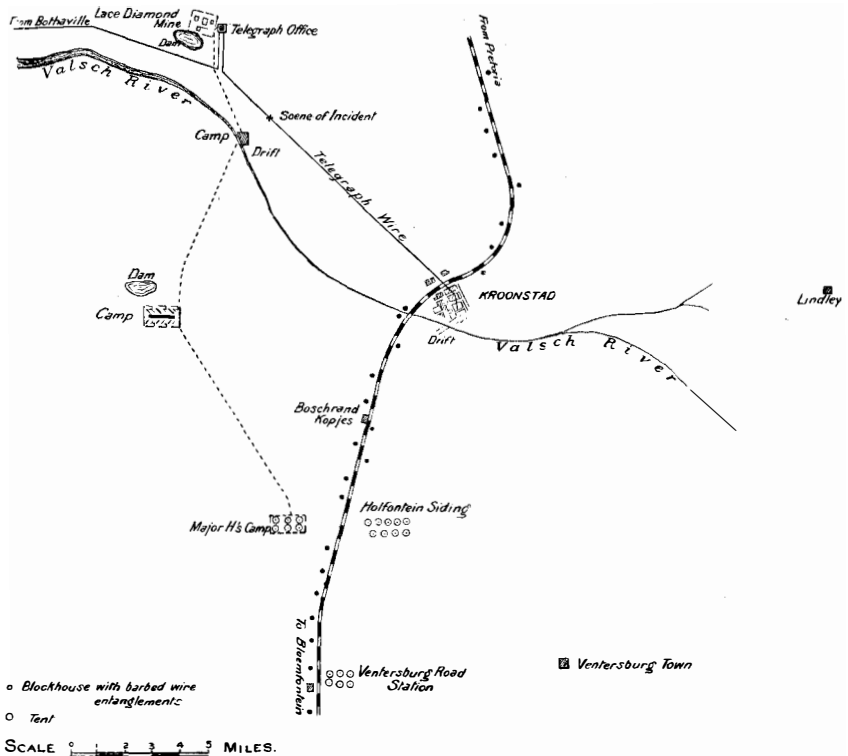 From Bothaville
Lace Diamond
Mine
Dam
Telegraph Office
From Pretoria
Valsch River
Scene of Incident
Camp
Drift
Telegraph Wire
Dam
Camp
KROONSTAD
Lindley
Drift
Valsch River
Boschrand
Kopjes
Major H's Camp
Holfontein Siding
To Bloemfontein
Ventersburg Road
Station
Ventersburg Town
Blockhouse with barbed wire
entanglements
Tent
SCALE 0 1 2 3 4 5 MILES.